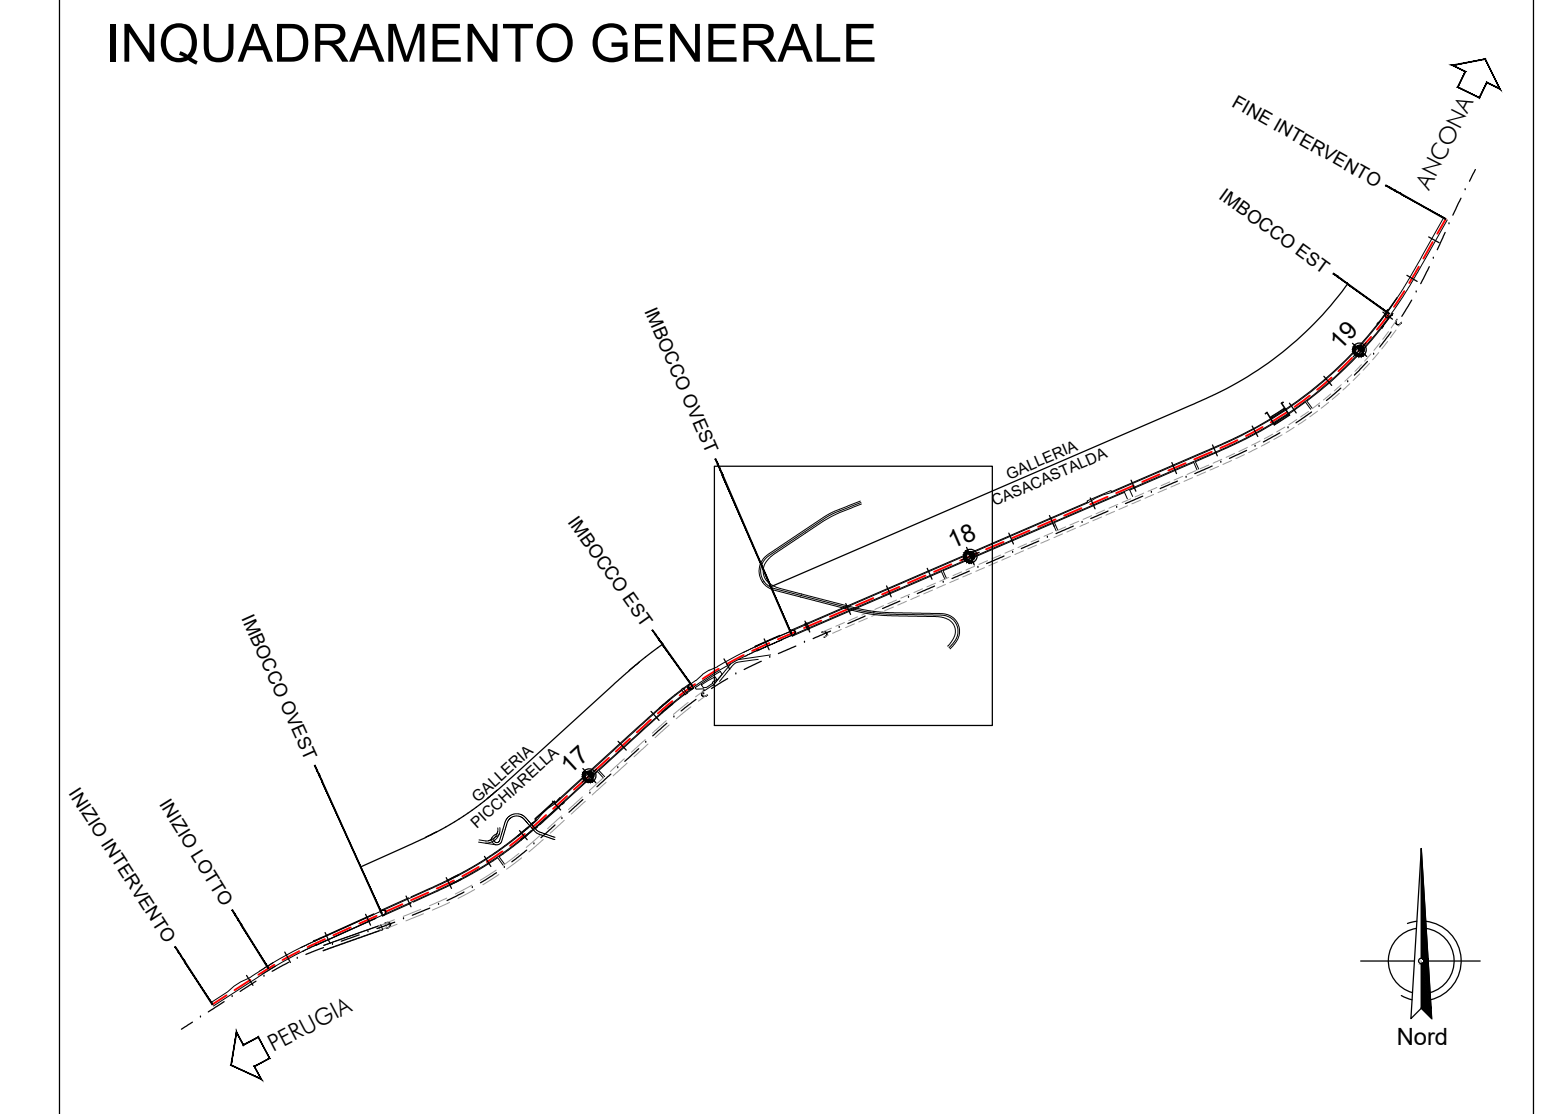 INQUADRAMENTO GENERALE
ANCONA
FINE INTERVENTO
IMBOCCO EST
19
IMBOCCO OVEST
GALLERIA
CASACASTALDA
18
IMBOCCO EST
IMBOCCO OVEST
GALLERIA
PICCHIARELLA
17
INIZIO LOTTO
INIZIO INTERVENTO
PERUGIA
Nord